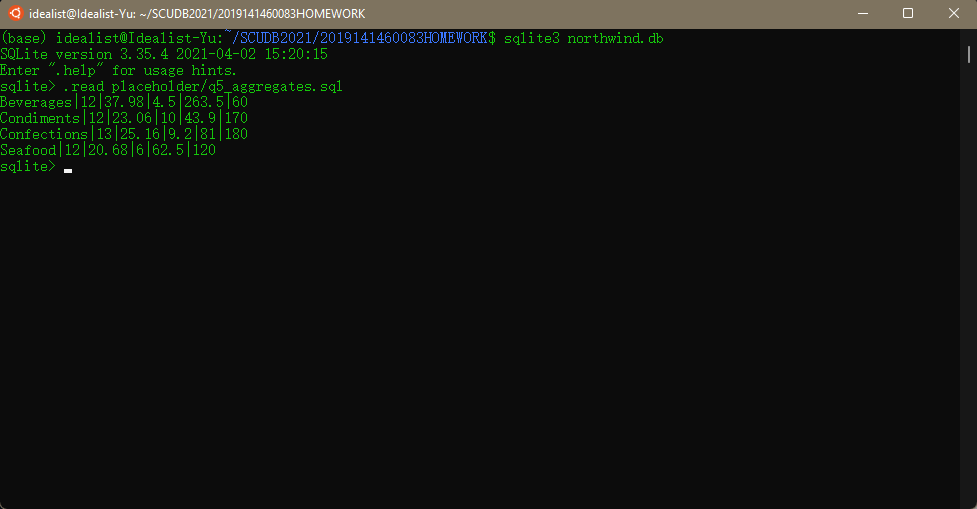 idealist@Idealist-Yu: ~/SCUDB2021/2019141460083HOMEWORK
(base) idealist@Idealist-Yu:~/SCUDB2021/2019141460083HOMEWORK$ sqlite3 northwind.db
SQLite version 3.35.4 2021-04-02 15:20:15
Enter ".help" for usage hints.
sqlite> .read placeholder/q5_aggregates.sql
Beverages|12|37.98|4.5|263.5|60
Condiments|12|23.06|10|43.9|170
Confections|13|25.16|9.2|81|180
Seafood|12|20.68|6|62.5|120
sqlite>